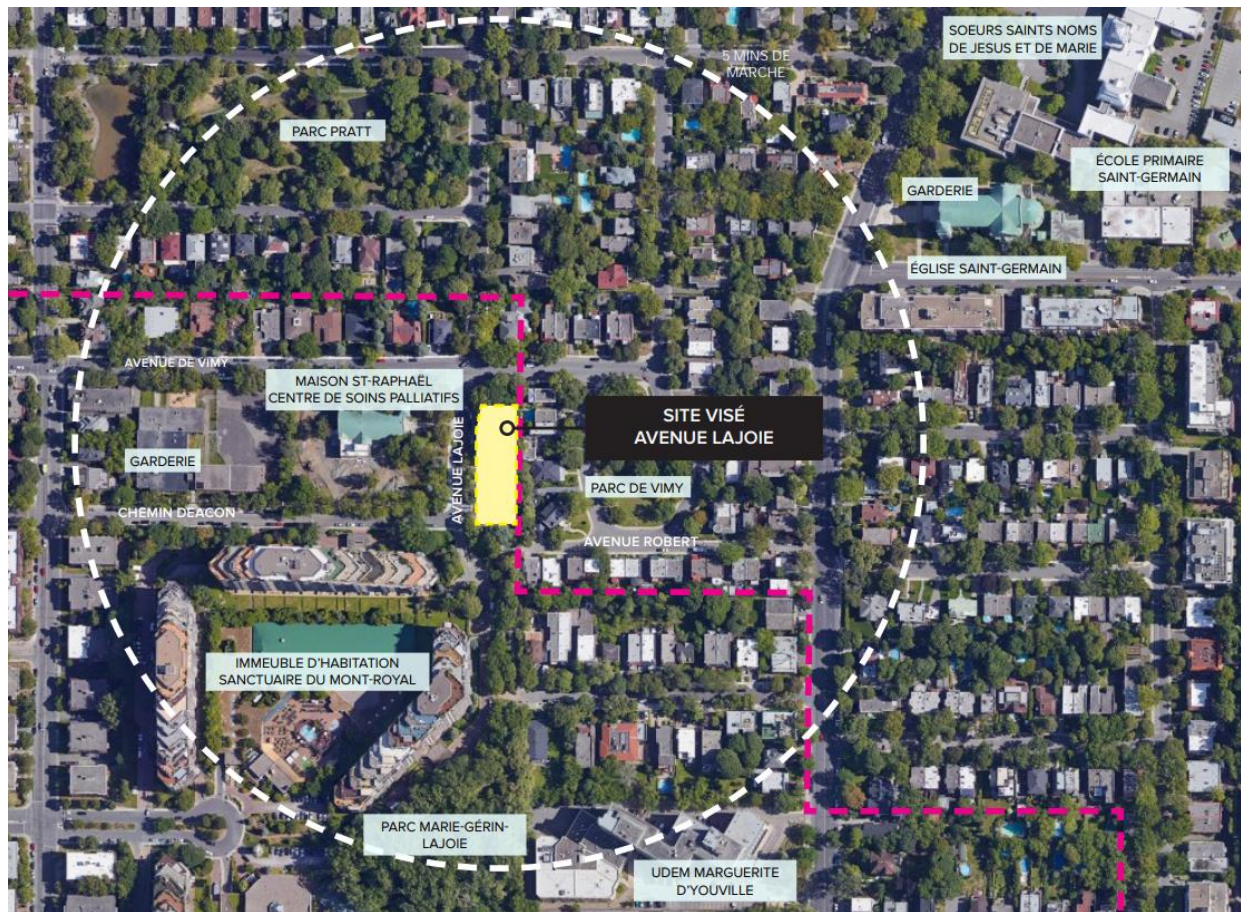 SOEURS SAINTS NOMS
DE JESUS ET DE MARIE
5 MINS DE
MARCHE
PARC PRATT
ÉCOLE PRIMAIRE
SAINT-GERMAIN
GARDERIE
ÉGLISE SAINT-GERMAIN
AVENUE DE VIMY
MAISON ST-RAPHAËL
CENTRE DE SOINS PALLIATIFS
SITE VISÉ
AVENUE LAJOIE
AVENUE LAJOIE
GARDERIE
PARC DE VIMY
CHEMIN DEACON
AVENUE ROBERT
IMMEUBLE D'HABITATION
SANCTUAIRE DU MONT-ROYAL
PARC MARIE-GÉRIN-
LAJOIE
UDEM MARGUERITE
D'YOUVILLE